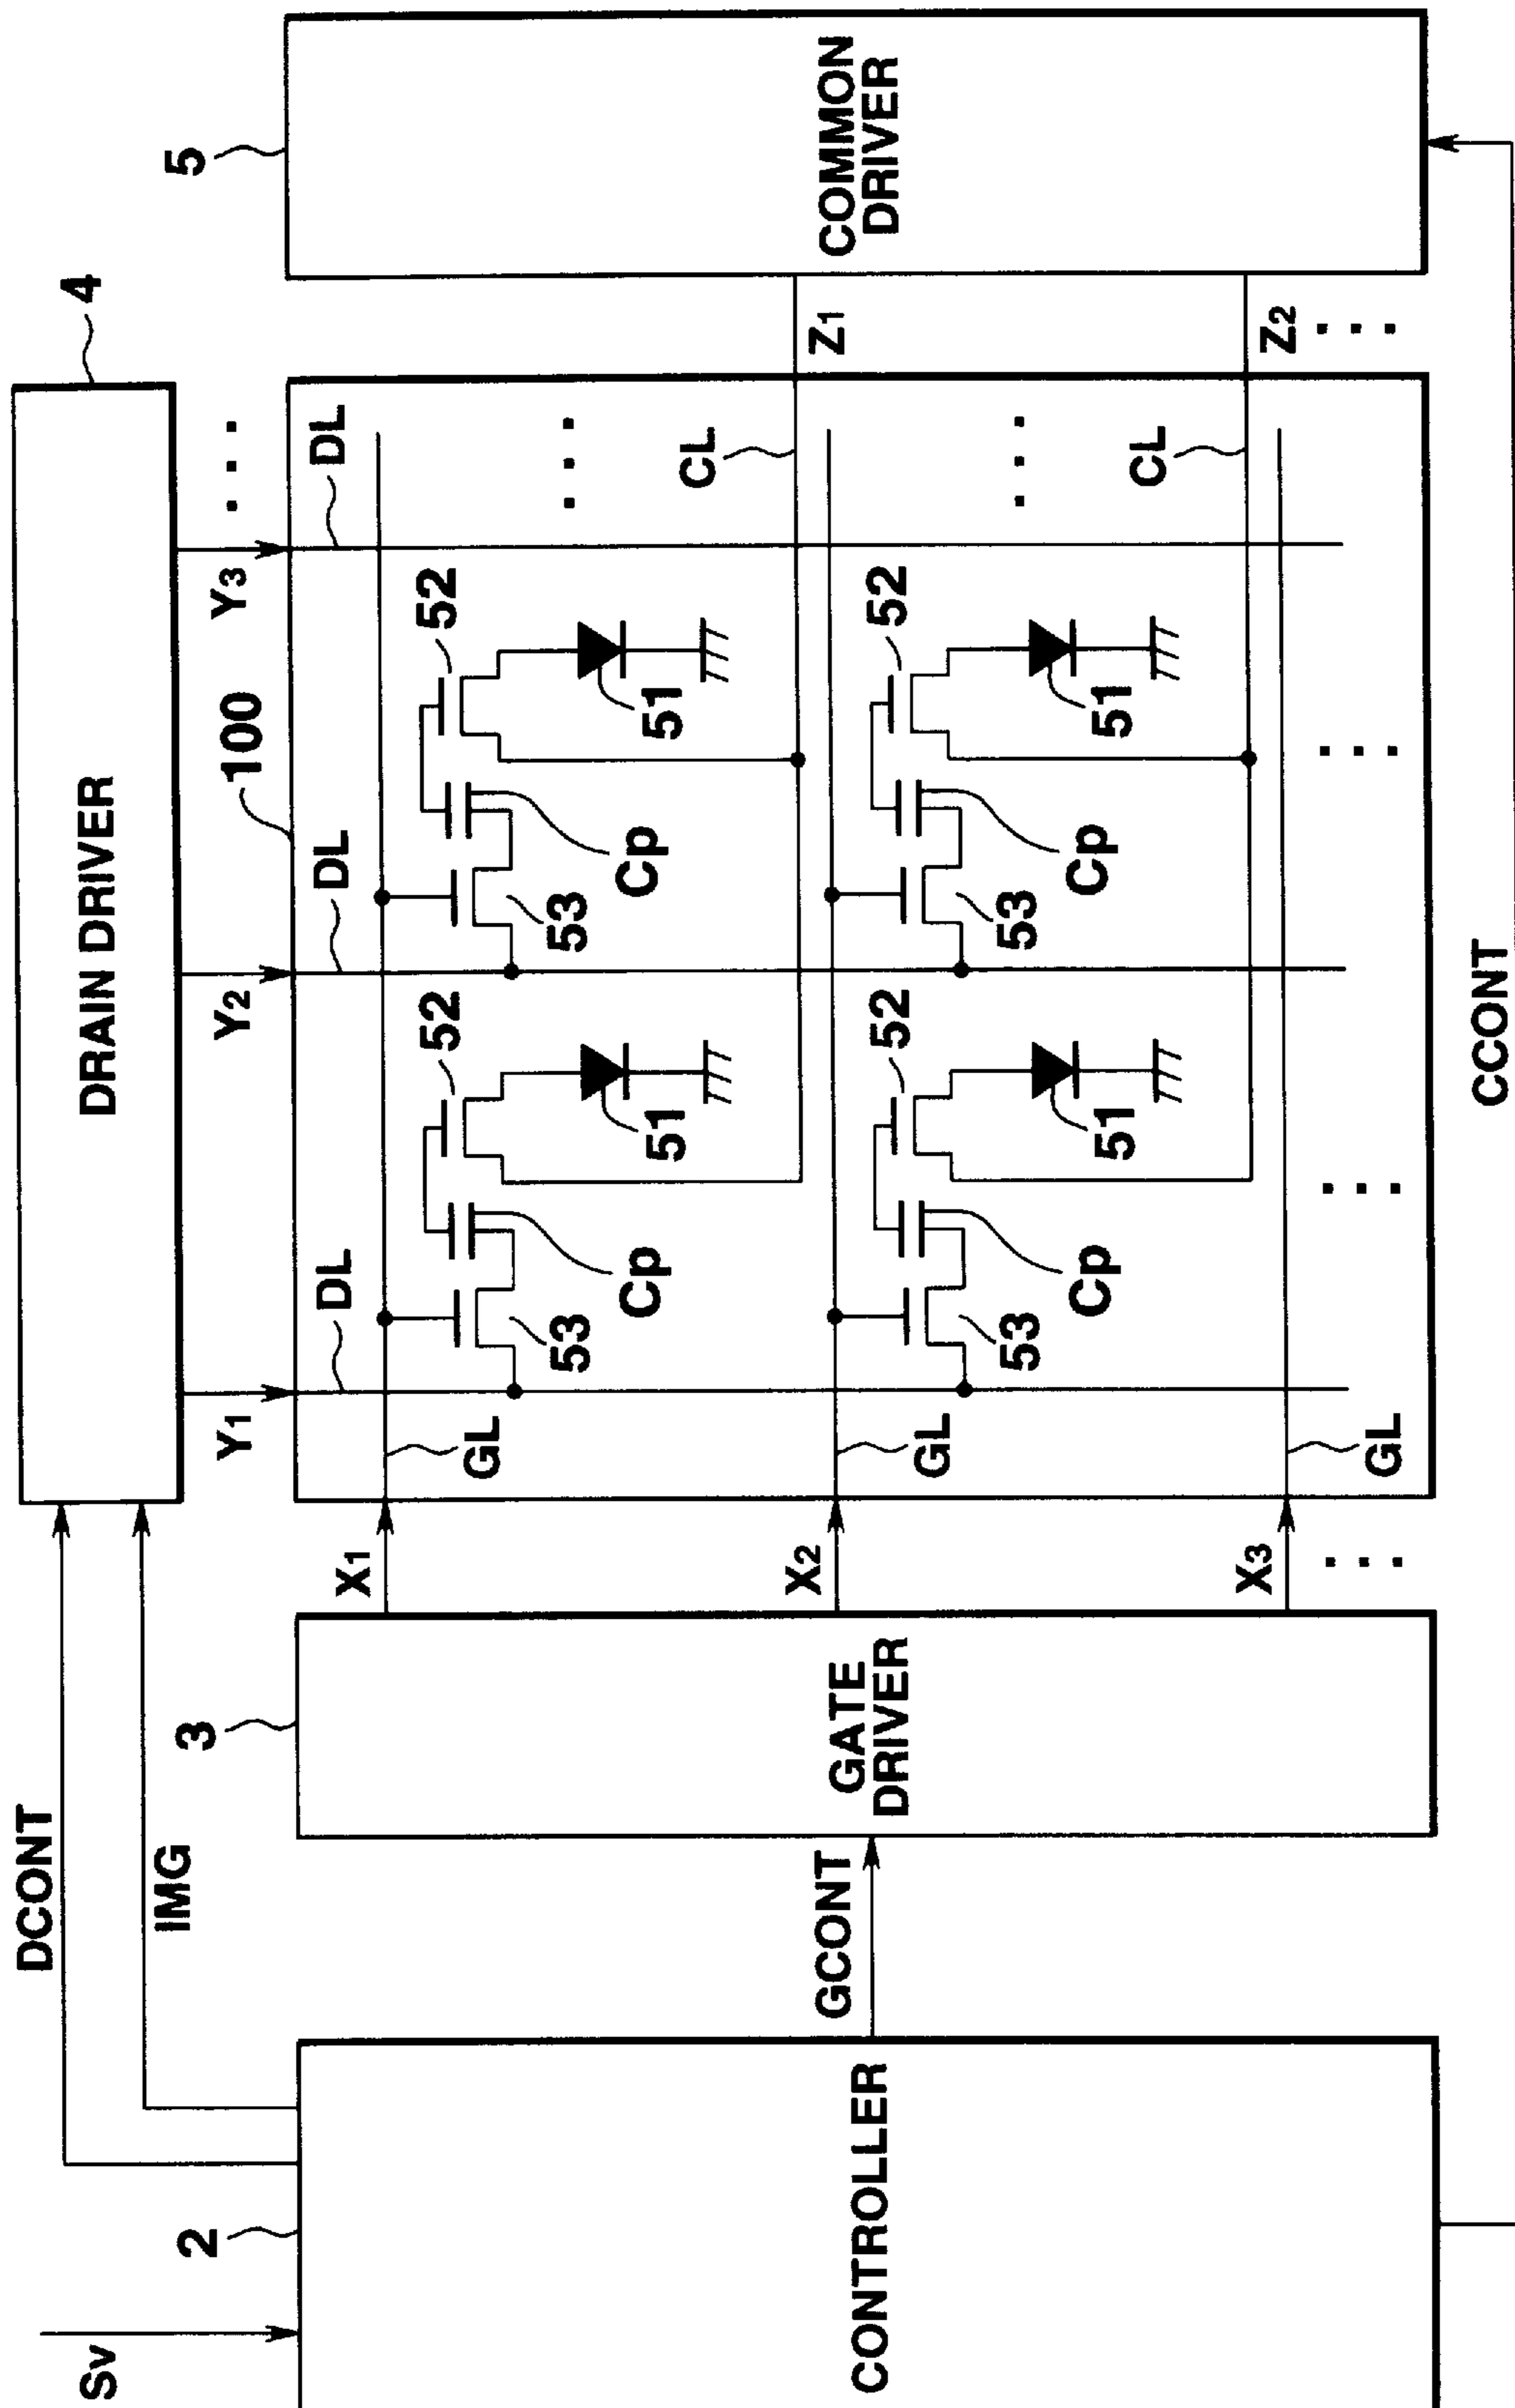 Sv
2
CONTROLLER
DCONT
IMG
GCONT
CCONT
3
GATE
DRIVER
X1
X2
X3
4
DRAIN DRIVER
Y1
Y2
Y3
100
DL
DL
DL
GL
GL
GL
53
Cp
52
51
53
Cp
52
51
53
Cp
52
51
53
Cp
52
51
CL
CL
Z1
Z2
5
COMMON
DRIVER